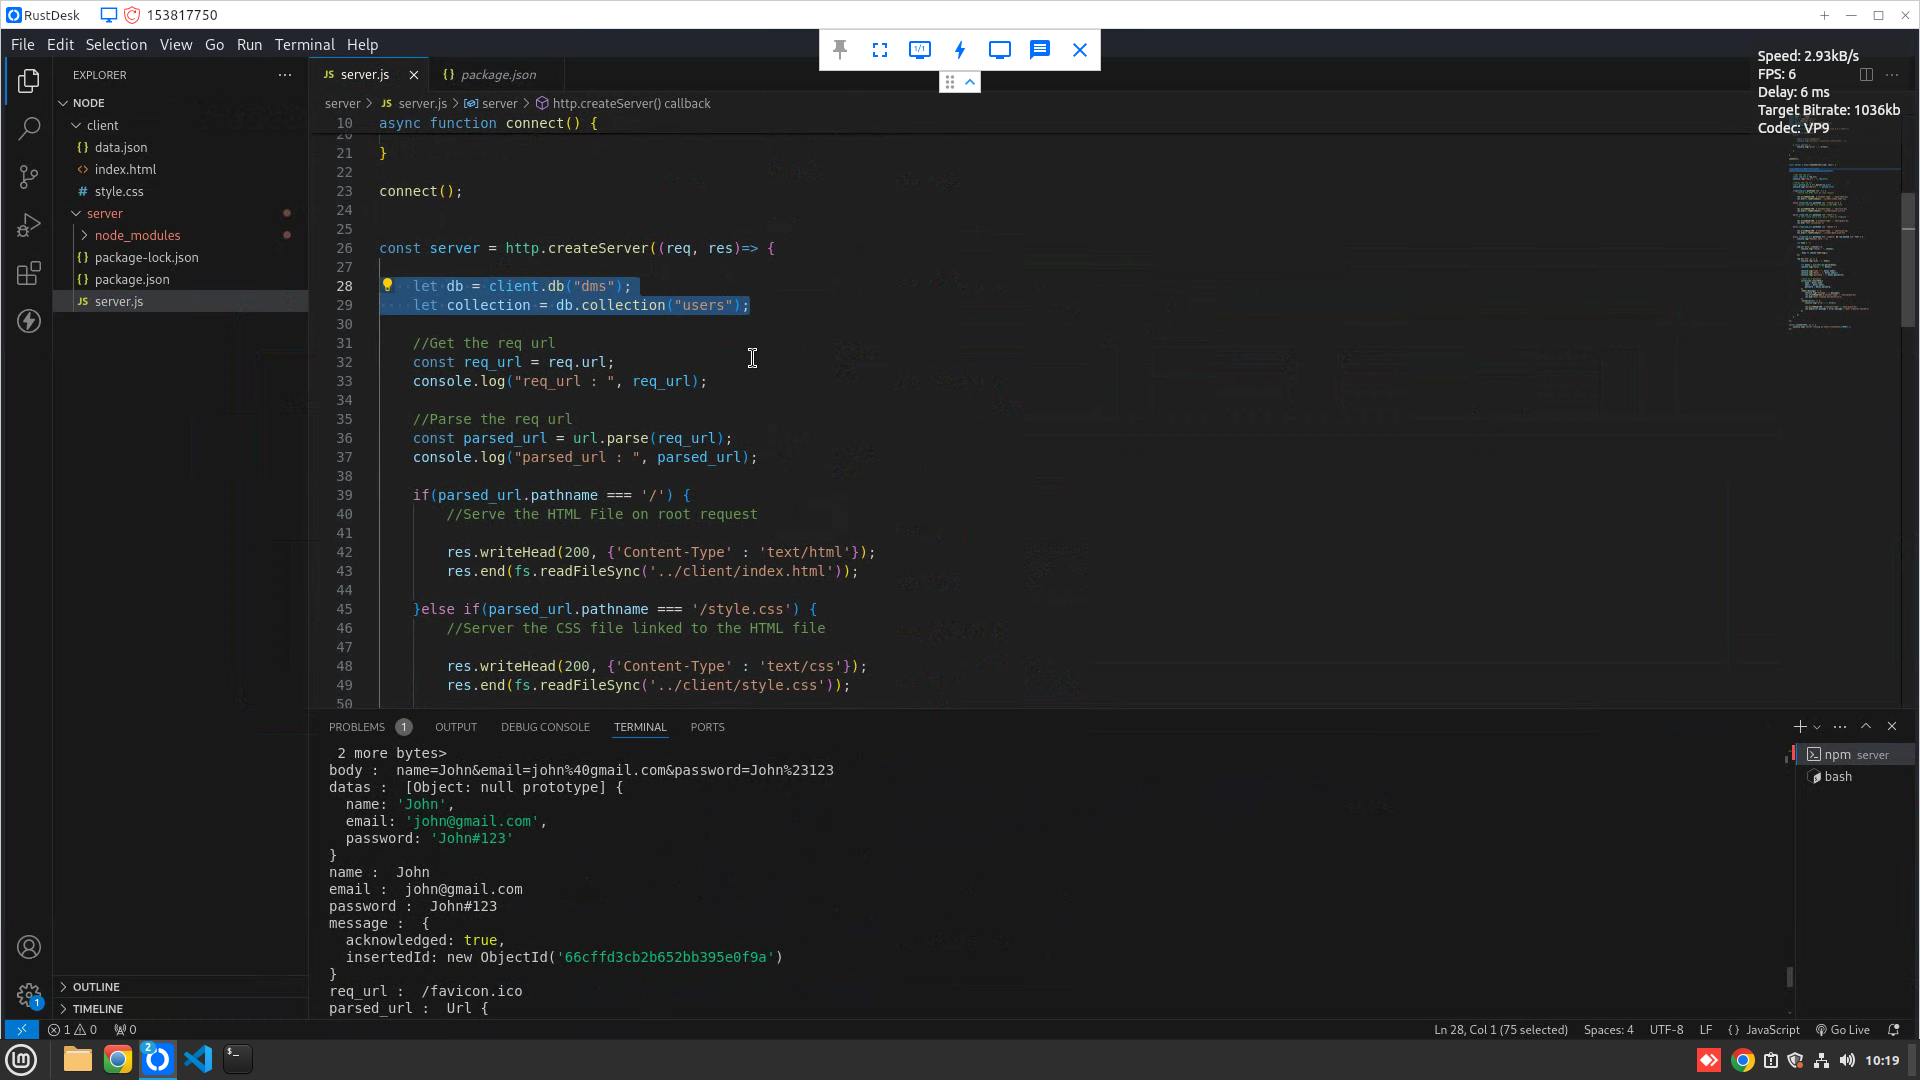 RustDesk 153817750
File Edit Selection View Go Run Terminal Help
1/1
Speed: 2.93kB/s
FPS: 6
Delay: 6 ms
Target Bitrate: 1036kb
Codec: VP9
EXPLORER
NODE
client
data.json
index.html
style.css
server
node_modules
package-lock.json
package.json
server.js
OUTLINE
TIMELINE
JS server.js {} package.json
server > JS server.js > server > http.createServer() callback
10 async function connect() {
20
21 }
22
23 connect();
24
25
26 const server = http.createServer((req, res)=> {
27
28 let db = client.db("dms");
29 let collection = db.collection("users");
30
31 //Get the req url
32 const req_url = req.url;
33 console.log("req_url : ", req_url);
34
35 //Parse the req url
36 const parsed_url = url.parse(req_url);
37 console.log("parsed_url : ", parsed_url);
38
39 if(parsed_url.pathname === '/') {
40 //Serve the HTML File on root request
41
42 res.writeHead(200, {'Content-Type' : 'text/html'});
43 res.end(fs.readFileSync('../client/index.html'));
44
45 }else if(parsed_url.pathname === '/style.css') {
46 //Server the CSS file linked to the HTML file
47
48 res.writeHead(200, {'Content-Type' : 'text/css'});
49 res.end(fs.readFileSync('../client/style.css'));
50
PROBLEMS 1 OUTPUT DEBUG CONSOLE TERMINAL PORTS
2 more bytes>
body :  name=John&email=john%40gmail.com&password=John%23123
datas :  [Object: null prototype] {
name: 'John',
email: 'john@gmail.com',
password: 'John#123'
}
name :  John
email :  john@gmail.com
password :  John#123
message :  {
acknowledged: true,
insertedId: new ObjectId('66cffd3cb2b652bb395e0f9a')
}
req_url :  /favicon.ico
parsed_url :  Url {
npm server
bash
1
1 0 0
Ln 28, Col 1 (75 selected) Spaces: 4 UTF-8 LF {} JavaScript Go Live
2
10:19